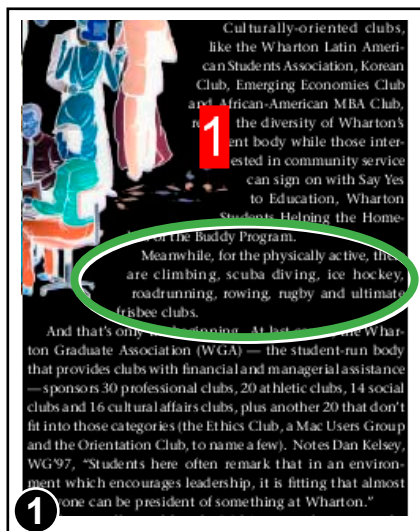 Culturally-oriented clubs,
like the Wharton Latin Ameri-
can Students Association, Korean
Club, Emerging Economies Club
and African-American MBA Club,
the diversity of Wharton's
1
body while those inter-
ested in community service
can sign on with Say Yes
to Education, Wharton
Students Helping the Home-
or the Buddy Program.
Meanwhile, for the physically active,
are climbing, scuba diving, ice hockey,
roadrunning, rowing, rugby and ultimate
frisbee clubs.
And that's only beginning. At last the Whar-
ton Graduate Association (WGA) — the student-run body
that provides clubs with financial and managerial assistance
— sponsors 30 professional clubs, 20 athletic clubs, 14 social
clubs and 16 cultural affairs clubs, plus another 20 that don't
fit into those categories (the Ethics Club, a Mac Users Group
and the Orientation Club, to name a few). Notes Dan Kelsey,
WG'97, "Students here often remark that in an environ-
ment which encourages leadership, it is fitting that almost
can be president of something at Wharton."
1